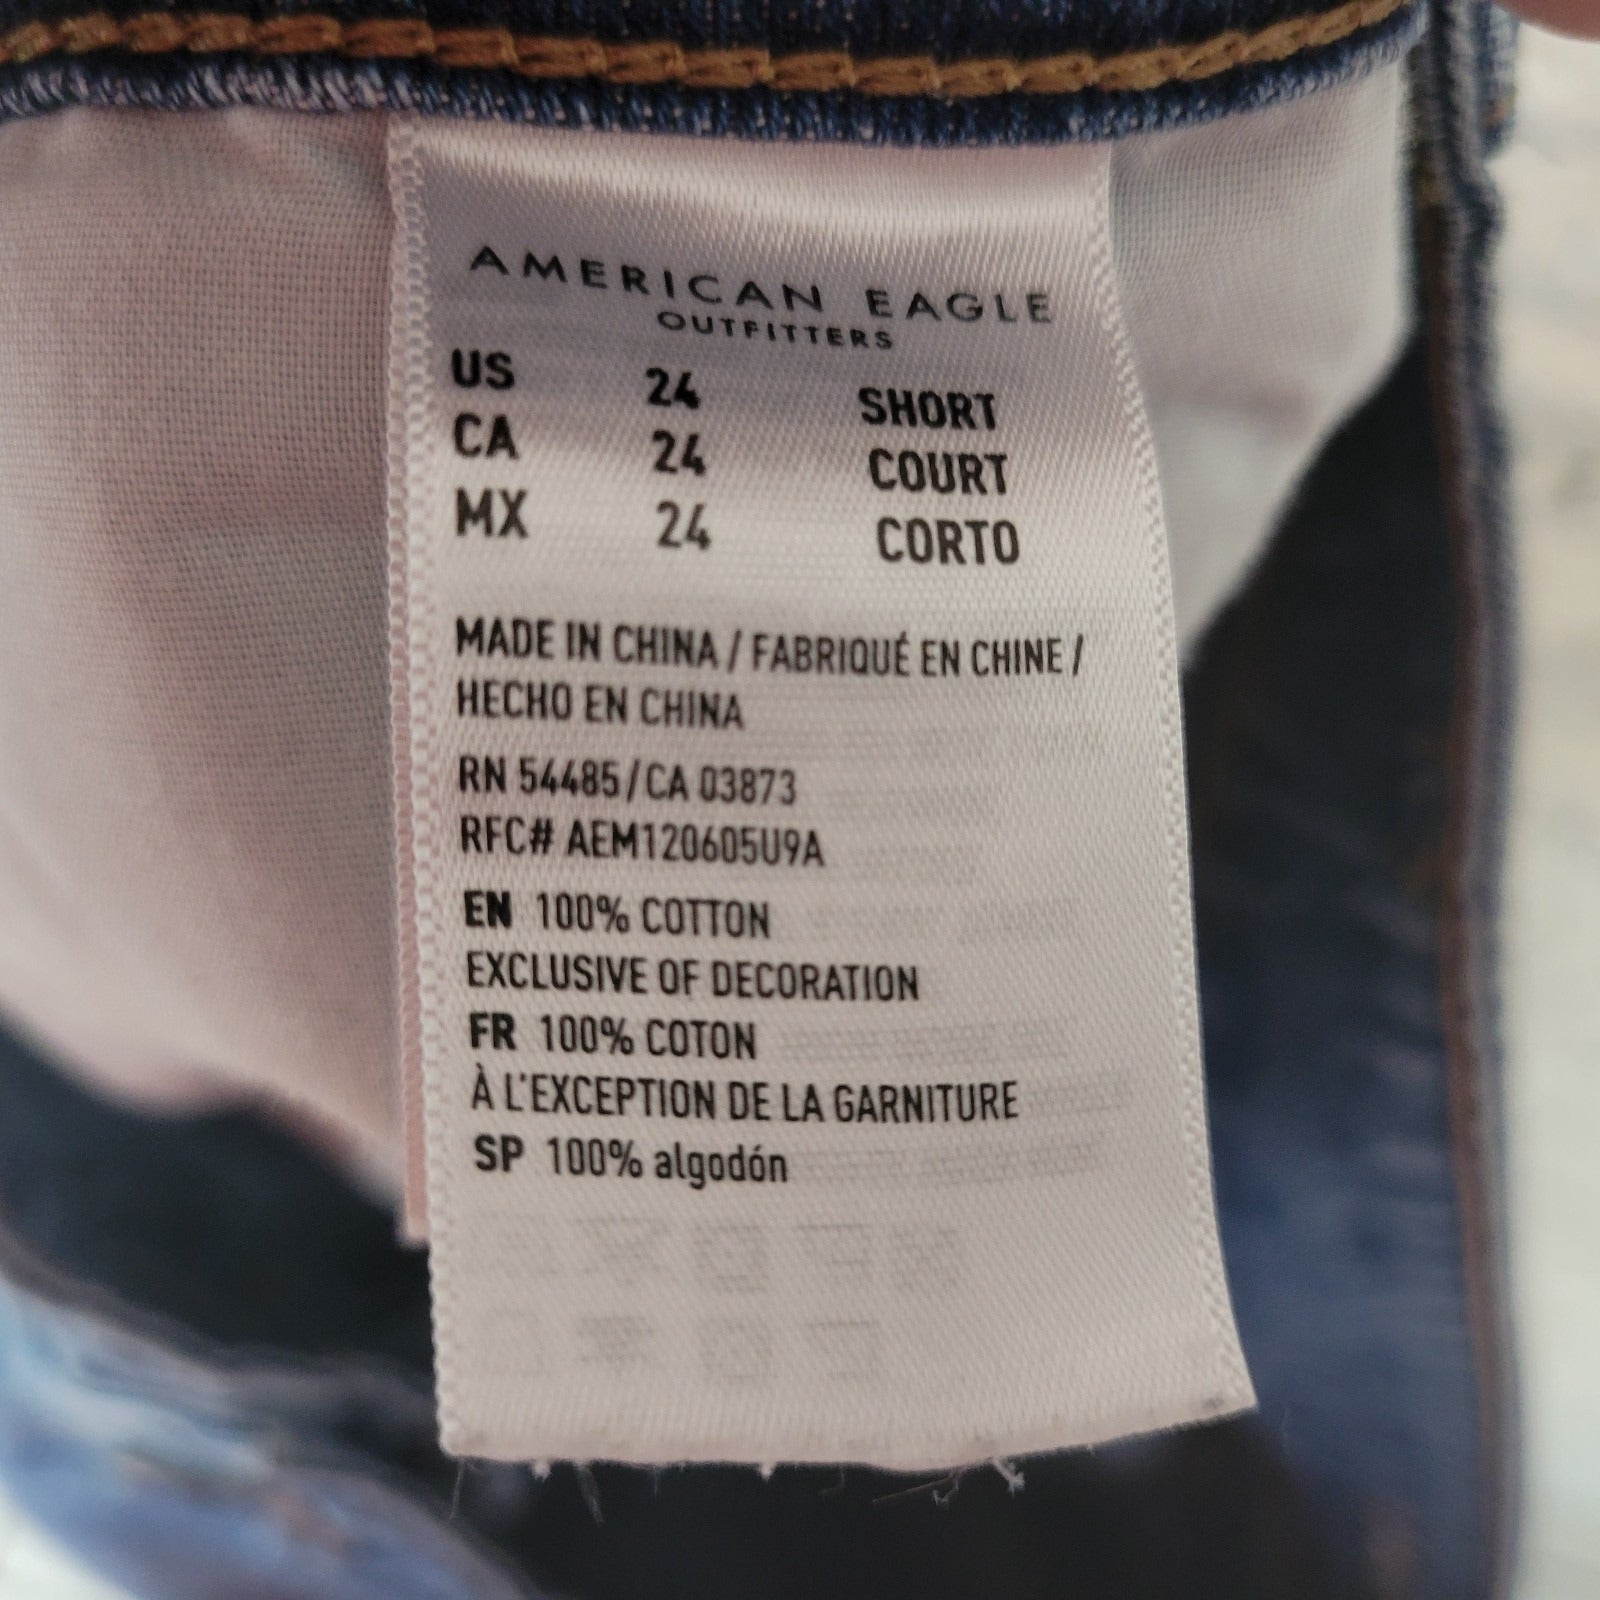 AMERICAN EAGLE
OUTFITTERS
US 24 SHORT
CA 24 COURT
MX 24 CORTO
MADE IN CHINA / FABRIQUÉ EN CHINE /
HECHO EN CHINA
RN 54485 / CA 03873
RFC# AEM120605U9A
EN 100% COTTON
EXCLUSIVE OF DECORATION
FR 100% COTON
À L'EXCEPTION DE LA GARNITURE
SP 100% algodón